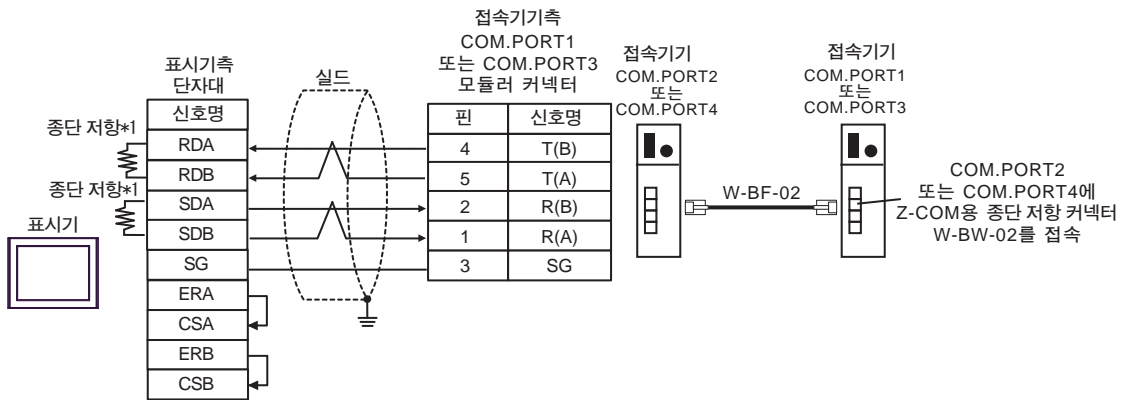 접속기기측
COM.PORT1
또는 COM.PORT3
모듈러 커넥터
표시기측
단자대
실드
접속기기
COM.PORT2
또는
COM.PORT4
접속기기
COM.PORT1
또는
COM.PORT3
신호명
핀 신호명
종단 저항*1
RDA 4 T(B)
RDB 5 T(A)
종단 저항*1
SDA 2 R(B)
SDB 1 R(A)
SG 3 SG
ERA
CSA
ERB
CSB
표시기
W-BF-02
COM.PORT2
또는 COM.PORT4에
Z-COM용 종단 저항 커넥터
W-BW-02를 접속